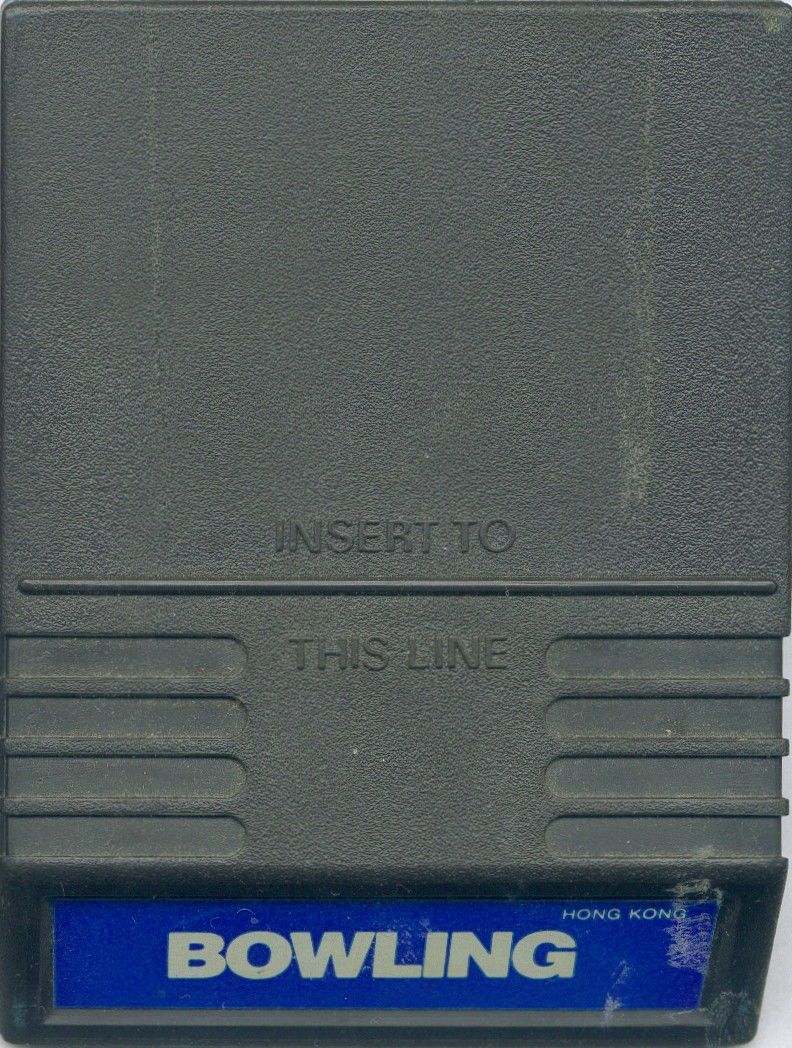 INSERT TO
THIS LINE
HONG KONG
BOWLING